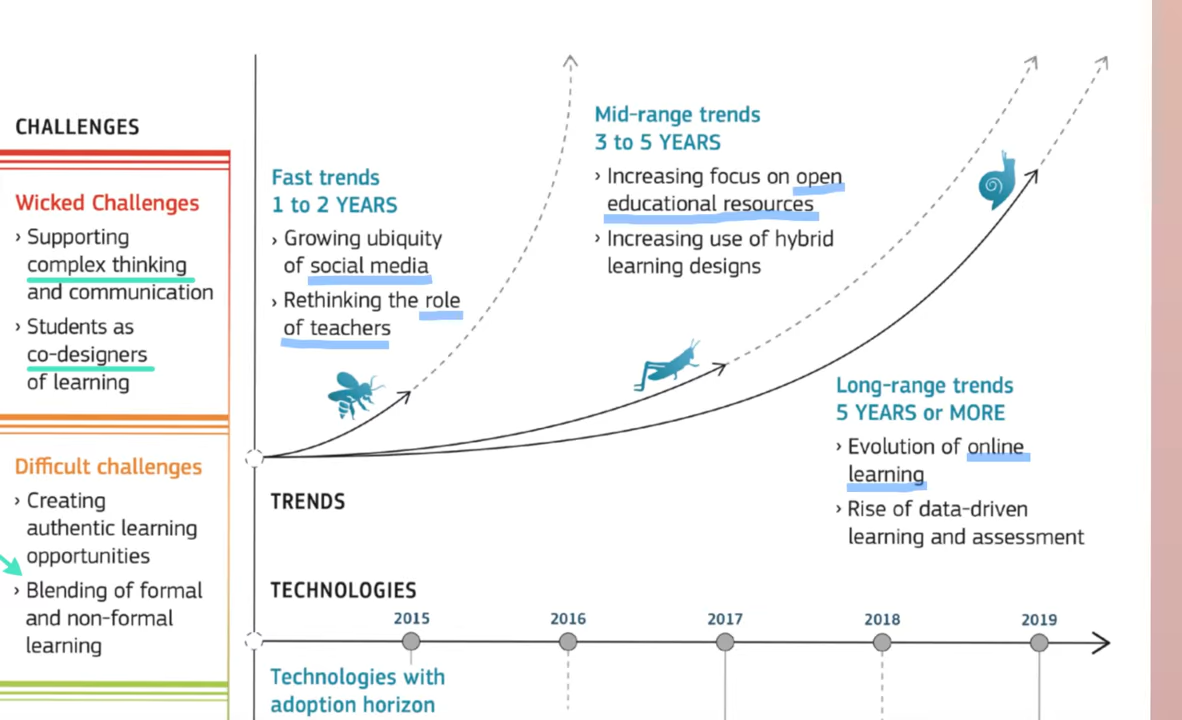 CHALLENGES
Wicked Challenges
› Supporting
complex thinking
and communication
› Students as
co-designers
of learning
Difficult challenges
› Creating
authentic learning
opportunities
› Blending of formal
and non-formal
learning
Fast trends
1 to 2 YEARS
› Growing ubiquity
of social media
› Rethinking the role
of teachers
Mid-range trends
3 to 5 YEARS
› Increasing focus on open
educational resources
› Increasing use of hybrid
learning designs
Long-range trends
5 YEARS or MORE
› Evolution of online
learning
› Rise of data-driven
learning and assessment
TRENDS
TECHNOLOGIES
2015 2016 2017 2018 2019
Technologies with
adoption horizon